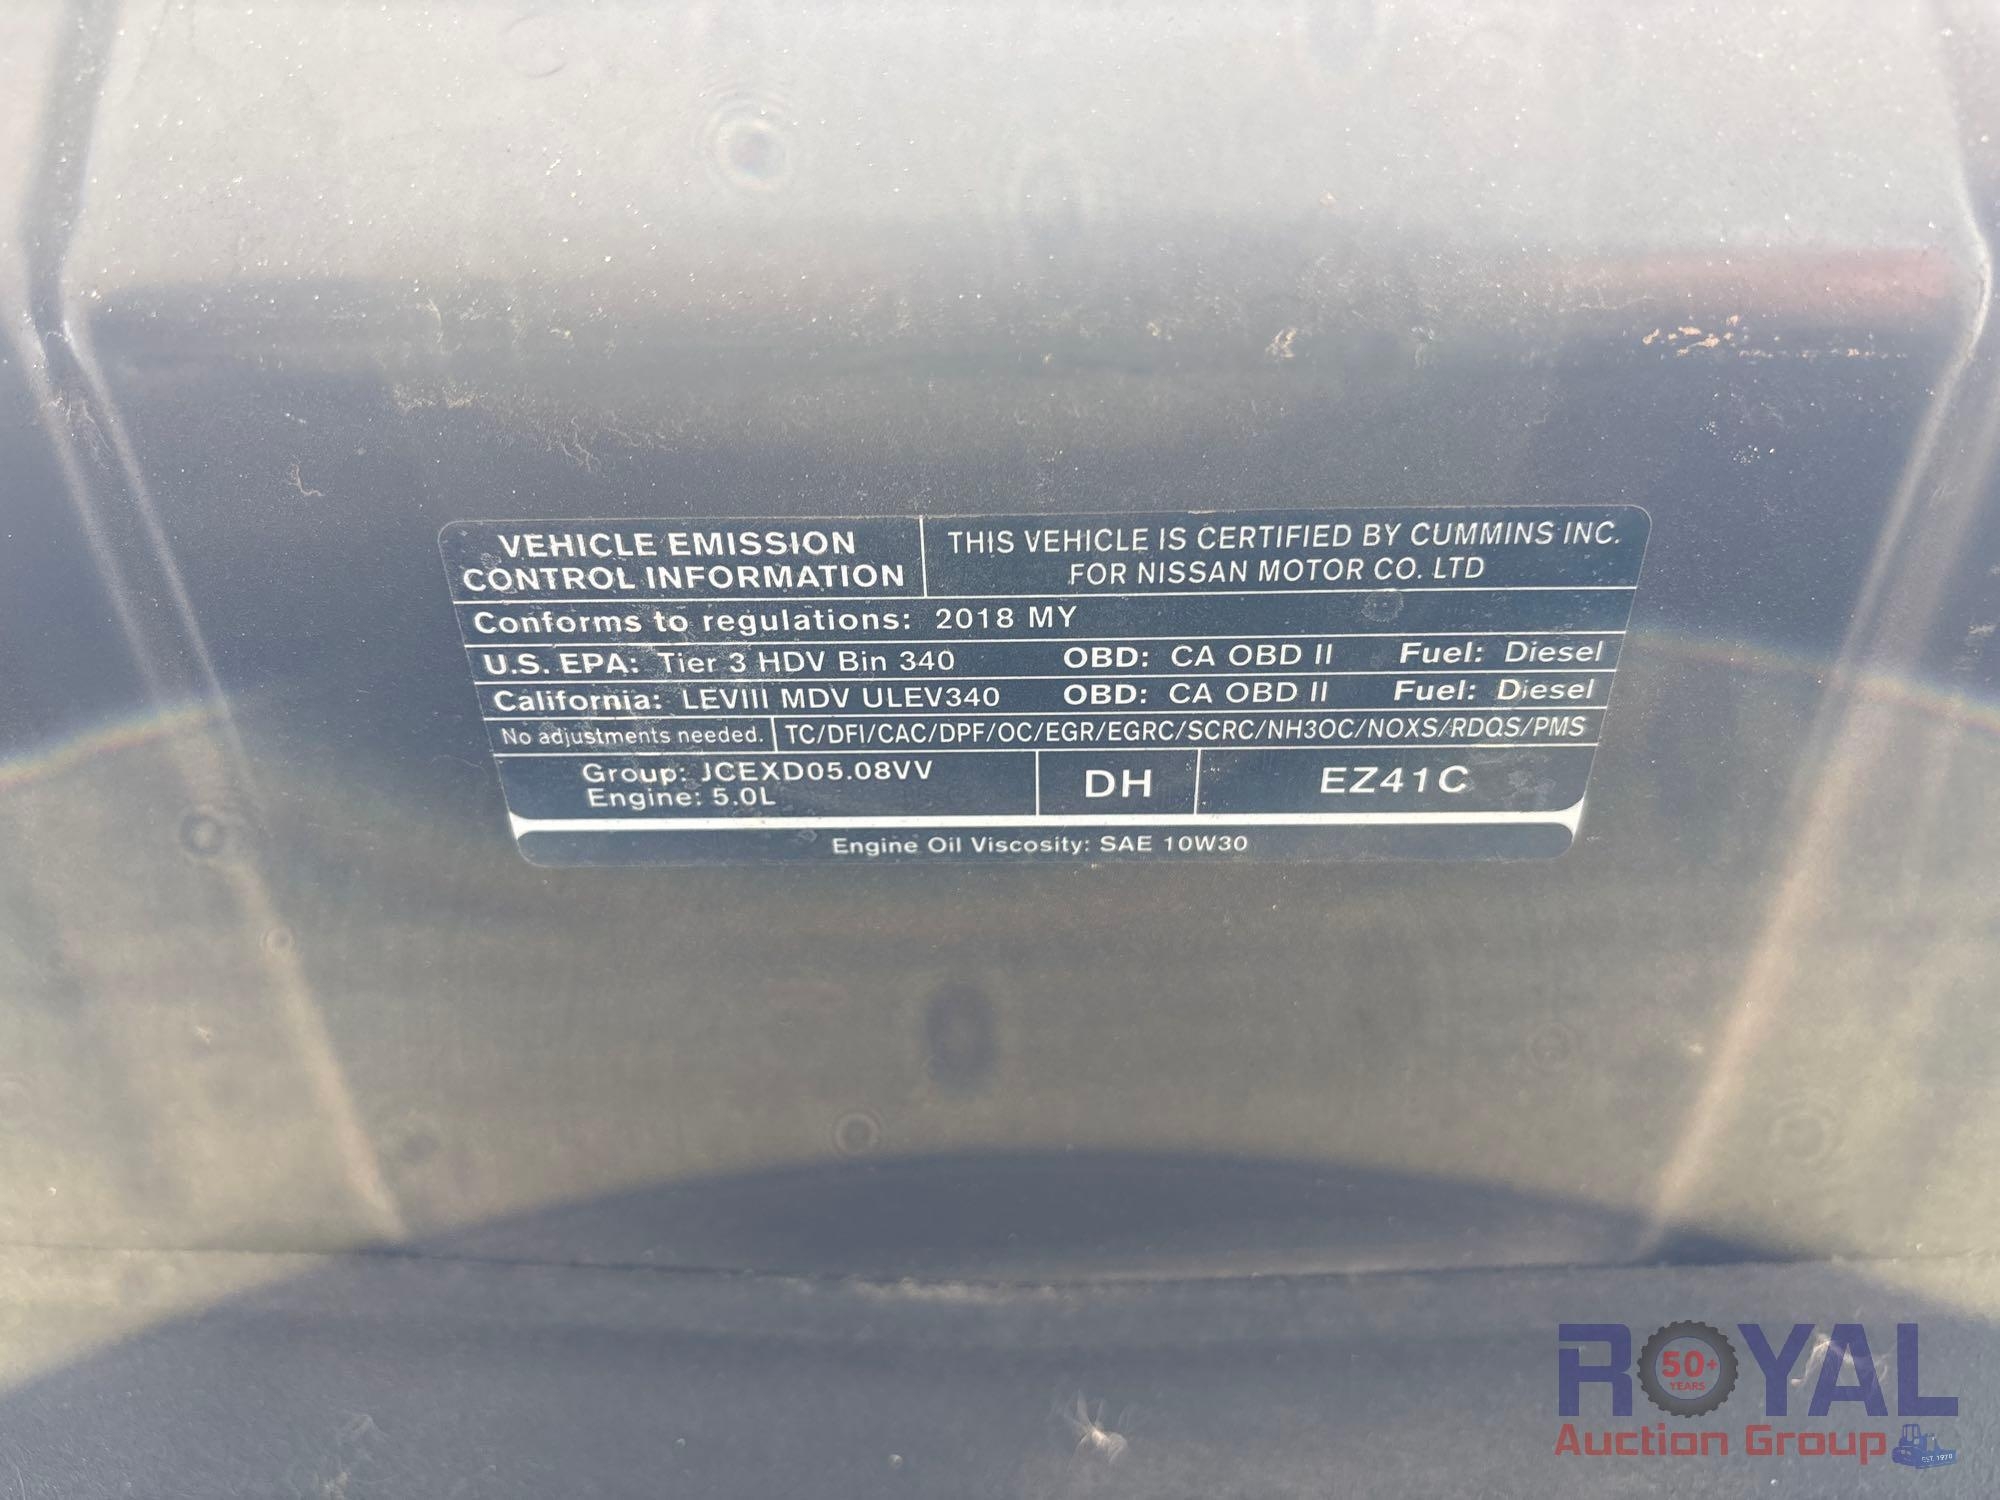 VEHICLE EMISSION
CONTROL INFORMATION
THIS VEHICLE IS CERTIFIED BY CUMMINS INC.
FOR NISSAN MOTOR CO. LTD
Conforms to regulations: 2018 MY
U.S. EPA: Tier 3 HDV Bin 340 OBD: CA OBD II Fuel: Diesel
California: LEVIII MDV ULEV340 OBD: CA OBD II Fuel: Diesel
No adjustments needed. TC/DFI/CAC/DPF/OC/EGR/EGRC/SCRC/NH3OC/NOXS/RDQS/PMS
Group: JCEXD05.08VV
Engine: 5.0L
DH
EZ41C
Engine Oil Viscosity: SAE 10W30
ROYAL
50+
YEARS
Auction Group
EST. 1970